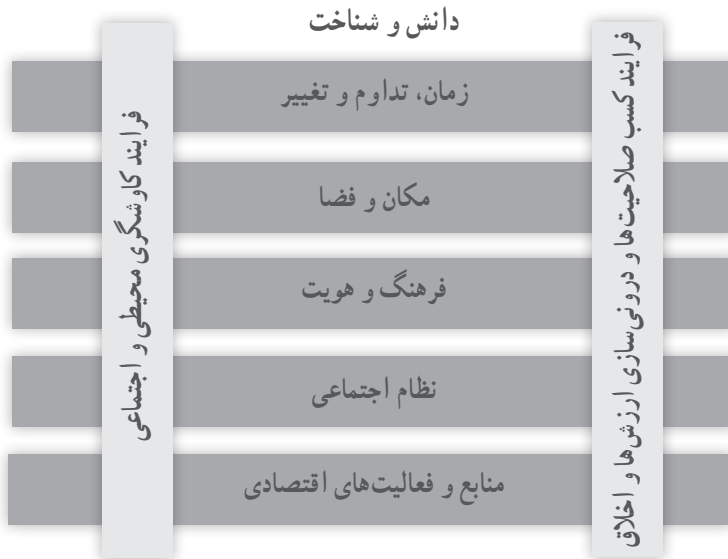 دانش و شناخت
فرایند کسب صلاحیت‌ها و درونی‌سازی ارزش‌ها و اخلاق
زمان، تداوم و تغییر
مکان و فضا
فرهنگ و هویت
نظام اجتماعی
منابع و فعالیت‌های اقتصادی
فرایند کاوشگری محیطی و اجتماعی